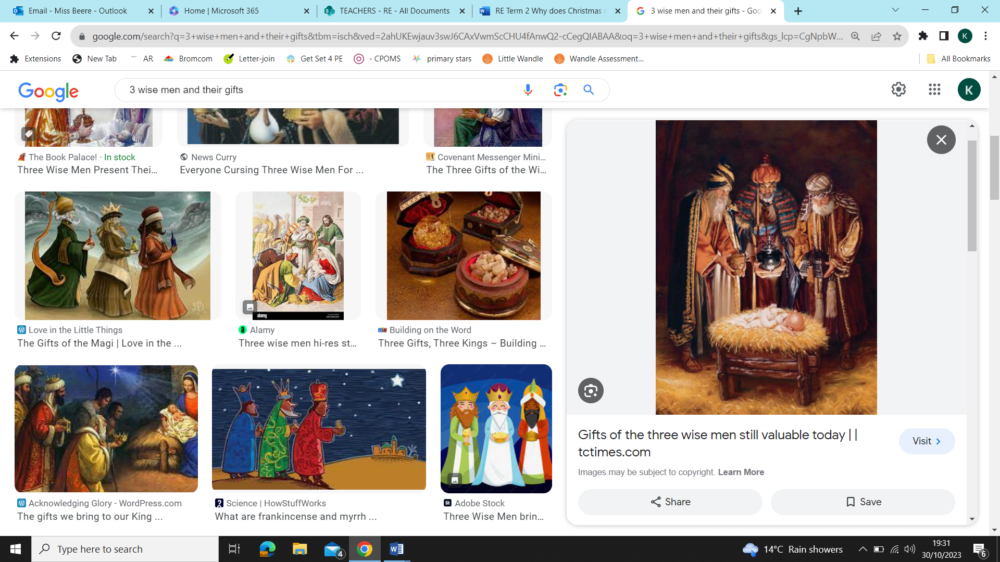 Email - Miss Beere - Outlook
Home | Microsoft 365
TEACHERS - RE - All Documents
RE Term 2 Why does Christmas
3 wise men and their gifts - Goo
google.com/search?q=3+wise+men+and+their+gifts&tbm=isch&ved=2ahUKEwjauv3swJ6CAxVwmScCHU4fAnwQ2-cCegQIABAA&oq=3+wise+men+and+their+gifts&gs_lcp=CgNpbW...
K
Extensions
New Tab
AR
Bromcom
Letter-join
Get Set 4 PE
- CPOMS
primary stars
Little Wandle
Wandle Assessment...
All Bookmarks
Google
3 wise men and their gifts
K
The Book Palace! · In stock
Three Wise Men Present Thei...
News Curry
Everyone Cursing Three Wise Men For ...
Covenant Messenger Mini...
The Three Gifts of the Wi...
alamy
Love in the Little Things
The Gifts of the Magi | Love in the ...
a Alamy
Three wise men hi-res st...
Building on the Word
Three Gifts, Three Kings – Building ...
Acknowledging Glory - WordPress.com
The gifts we bring to our King ...
Science | HowStuffWorks
What are frankincense and myrrh ...
St Adobe Stock
Three Wise Men brin...
Gifts of the three wise men still valuable today | |
tctimes.com
Visit
Images may be subject to copyright. Learn More
Share
Save
Type here to search
4
14°C Rain showers
19:31
30/10/2023
6